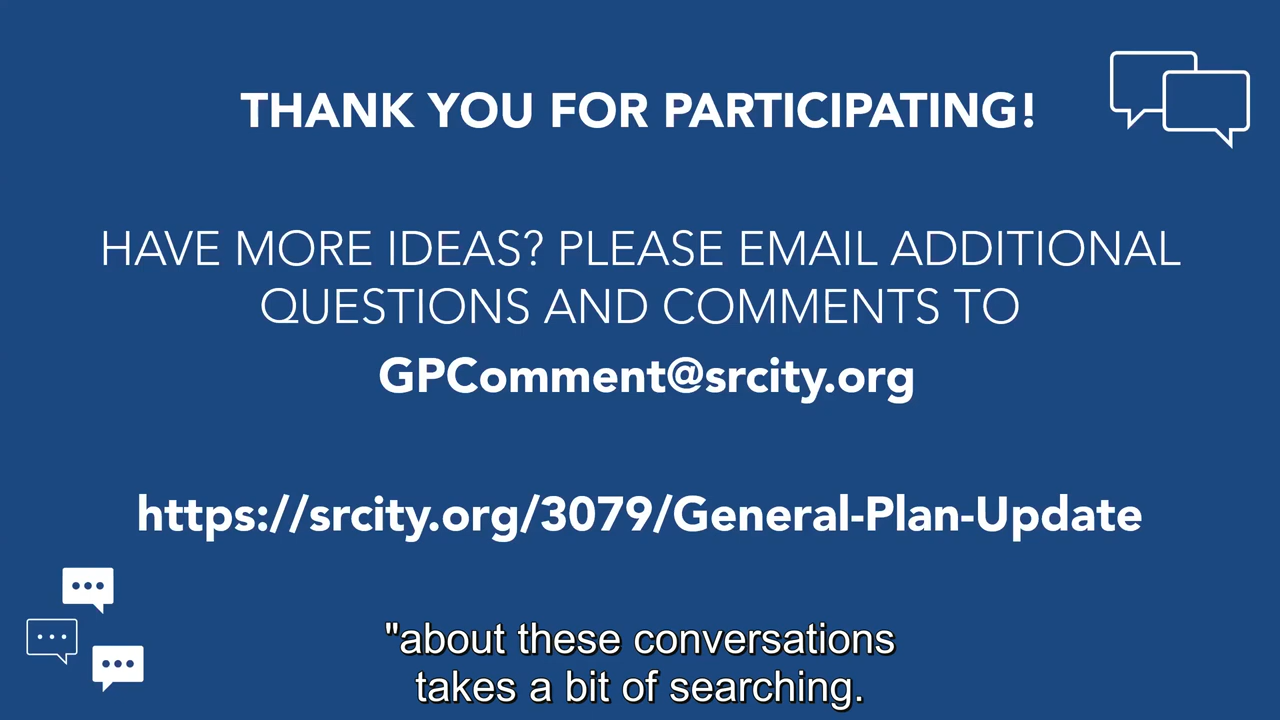 THANK YOU FOR PARTICIPATING!
HAVE MORE IDEAS? PLEASE EMAIL ADDITIONAL
QUESTIONS AND COMMENTS TO
GPComment@srcity.org
https://srcity.org/3079/General-Plan-Update
"about these conversations
takes a bit of searching.